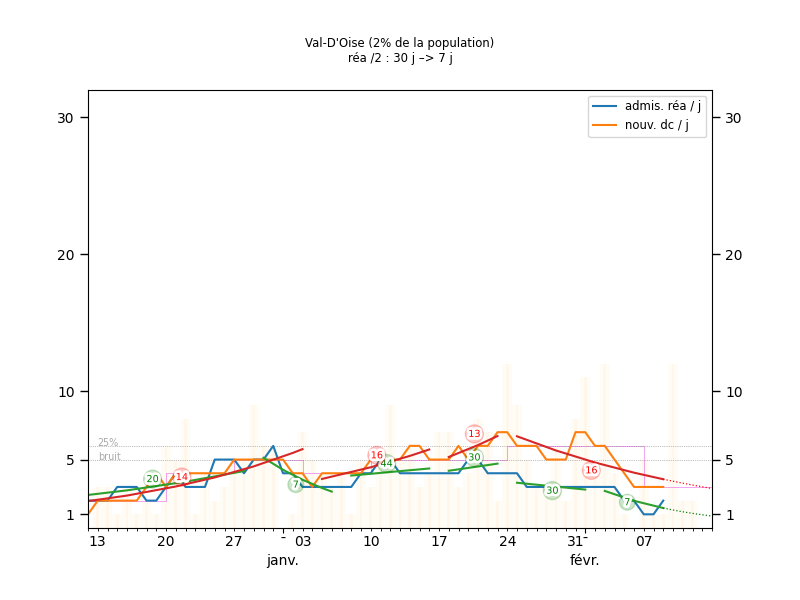 Val-D'Oise (2% de la population)
réa /2 : 30 j –> 7 j
admis. réa / j
nouv. dc / j
30 30
20 20
10 10
25%
bruit
5 5
1 1
13
16
14
20
44
30
7
30
16
7
13 20 27 - 03 10 17 24 31 07
janv. févr.